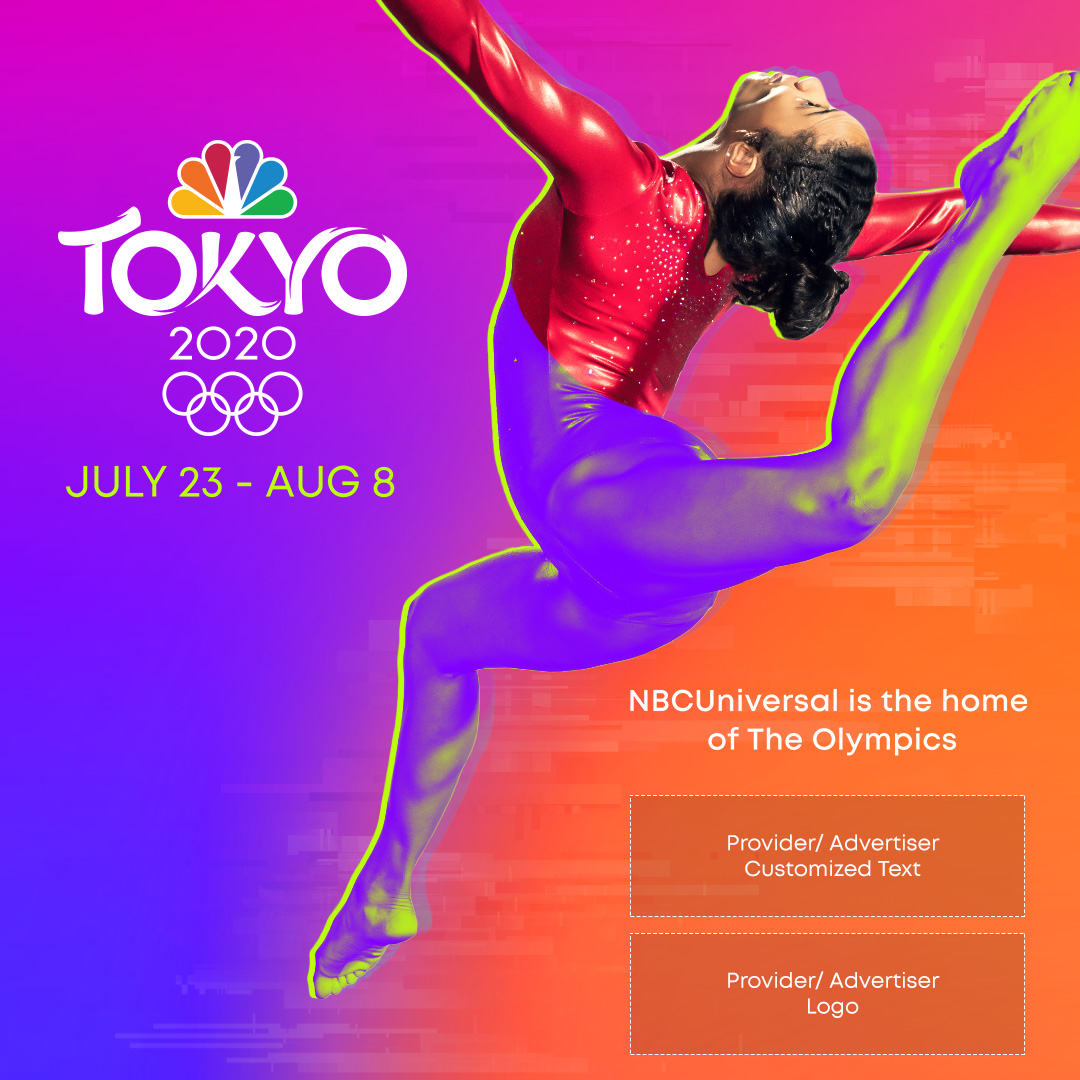 TOKYO
2020
JULY 23 - AUG 8
NBCUniversal is the home
of The Olympics
Provider/ Advertiser
Customized Text
Provider/ Advertiser
Logo